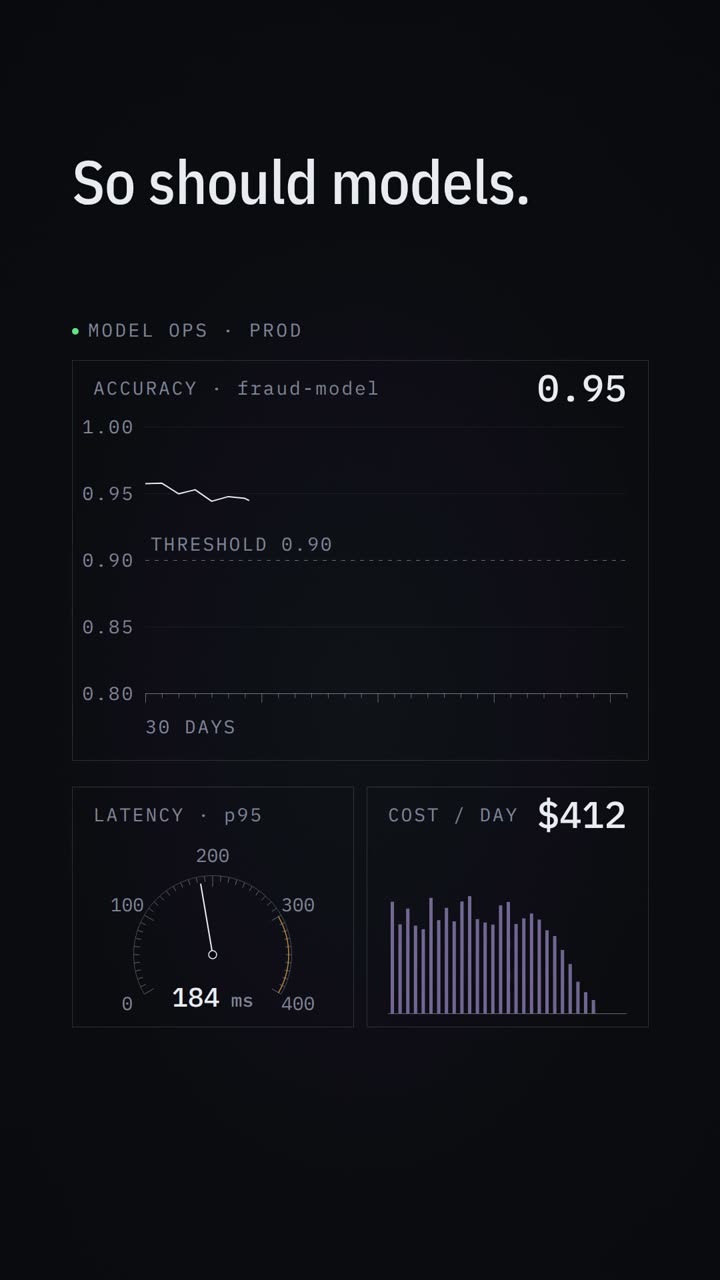 So should models.
MODEL OPS · PROD
ACCURACY · fraud-model 0.95
1.00
0.95
THRESHOLD 0.90
0.90
0.85
0.80
30 DAYS
LATENCY · p95
200
100 300
0 184 ms 400
COST / DAY $412